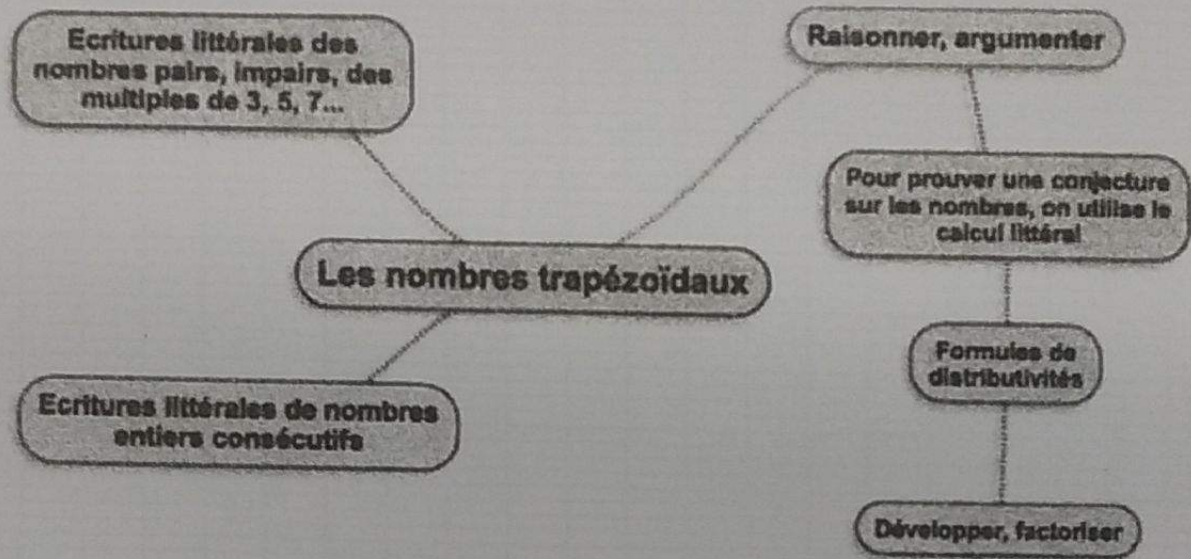 Ecritures littérales des
nombres pairs, impairs, des
multiples de 3, 5, 7...
Raisonner, argumenter
Pour prouver une conjecture
sur les nombres, on utilise le
calcul littéral
Les nombres trapézoïdaux
Formules de
distributivités
Ecritures littérales de nombres
entiers consécutifs
Développer, factoriser